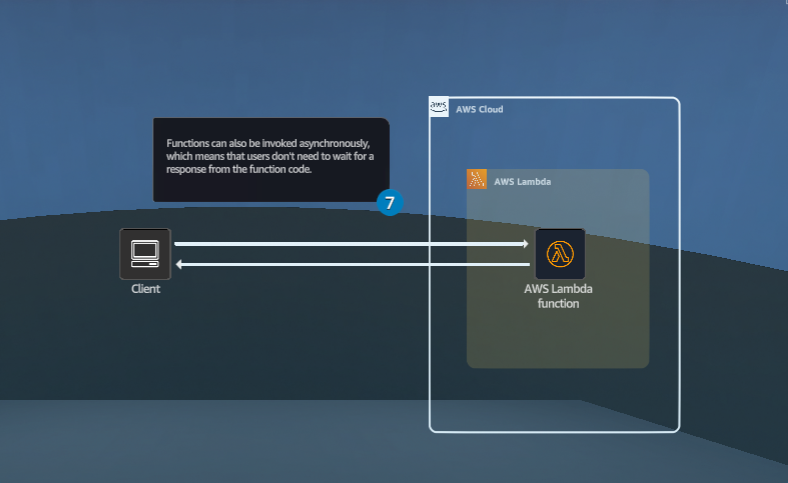 aws
AWS Cloud
Functions can also be invoked asynchronously,
which means that users don't need to wait for a
response from the function code.
7
AWS Lambda
Client
AWS Lambda
function